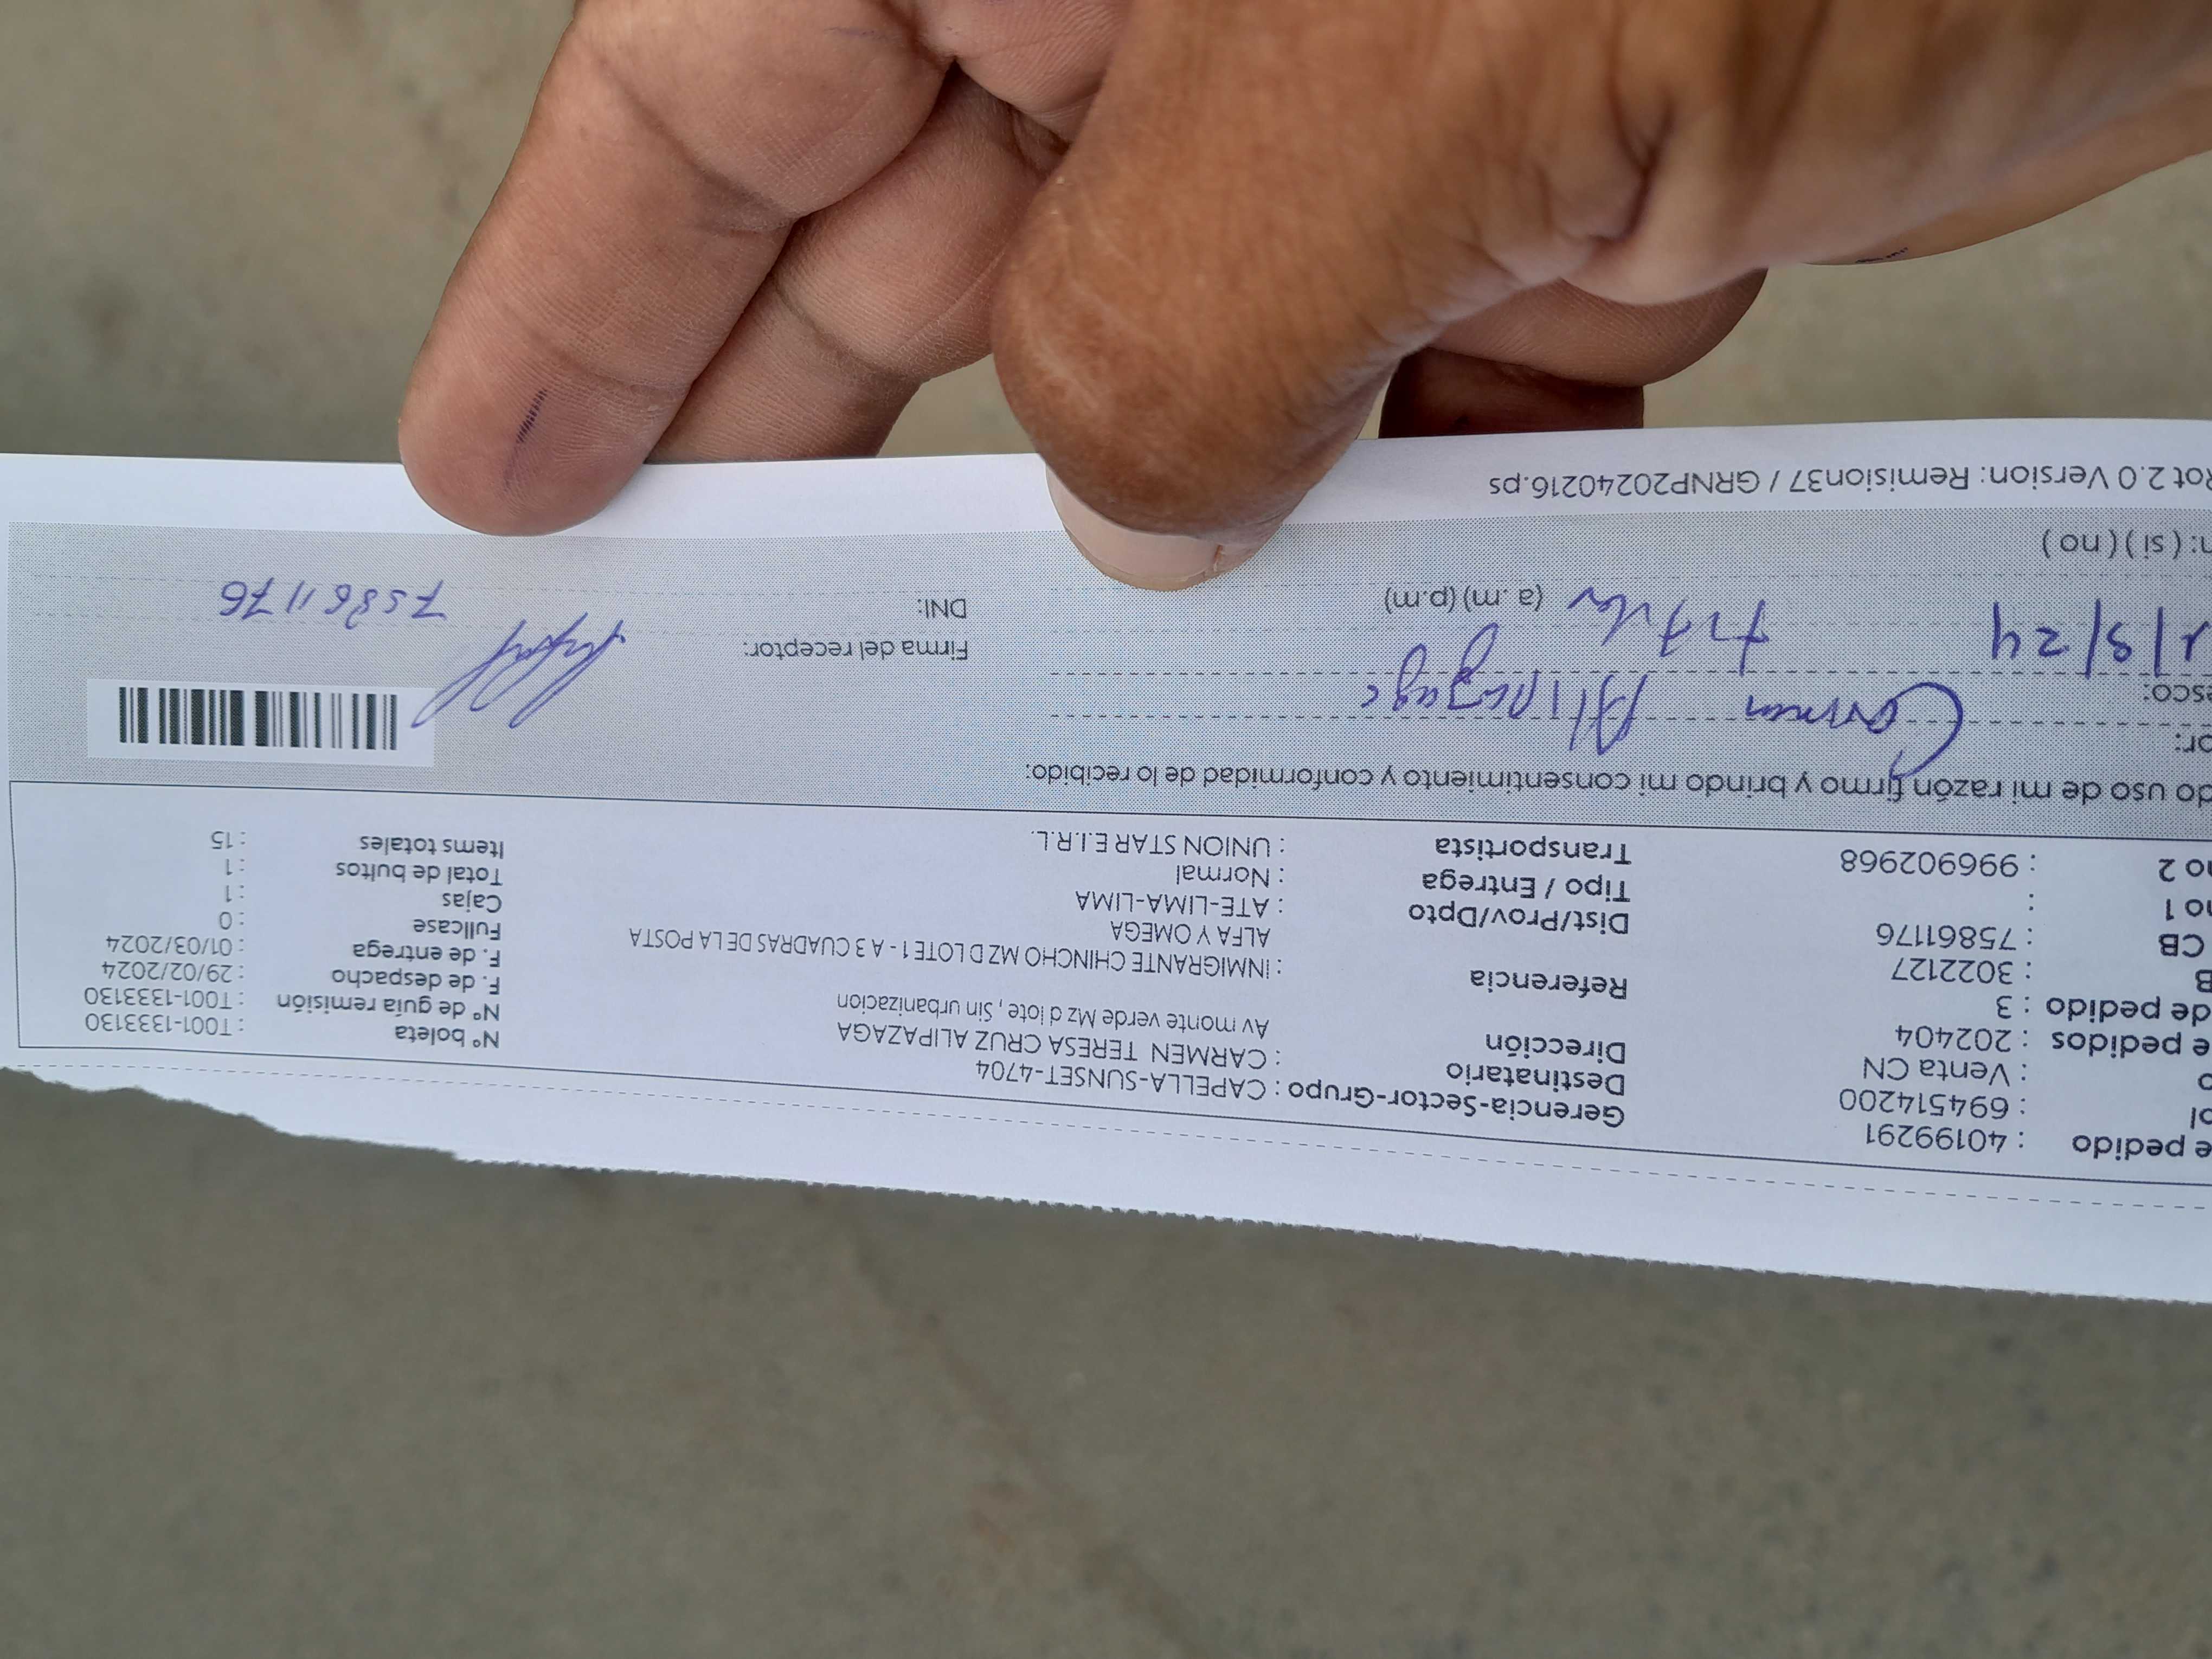 e pedido : 40199291 Gerencia-Sector-Grupo : CAPELLA-SUNSET-4704 N° boleta : T001-1333130
ol : 694514200 Destinatario : CARMEN TERESA CRUZ ALIPAZAGA N° de guía remisión : T001-1333130
o : Venta CN Dirección Av monte verde Mz d lote , Sin urbanizacion F. de despacho : 29/02/2024
e pedidos : 202404 F. de entrega : 01/03/2024
de pedido : 3 Referencia : INMIGRANTE CHINCHO MZ D LOTE 1 - A 3 CUADRAS DE LA POSTA Fullcase : 0
B : 3022127 ALFA Y OMEGA Cajas : 1
CB : 75861176 Dist/Prov/Dpto : ATE-LIMA-LIMA Total de bultos : 1
no 1 : Tipo / Entrega : Normal Items totales : 15
no 2 : 996902968 Transportista : UNION STAR E.I.R.L.
do uso de mi razón firmo y brindo mi consentimiento y conformidad de lo recibido:
or: Carmen Alipazaga
esco: Firma del receptor:
1/3/24 (a .m) (p.m) DNI: 75861176
n: ( si ) ( no )
Rot 2.0 Version: Remision37 / GRNP20240216.ps